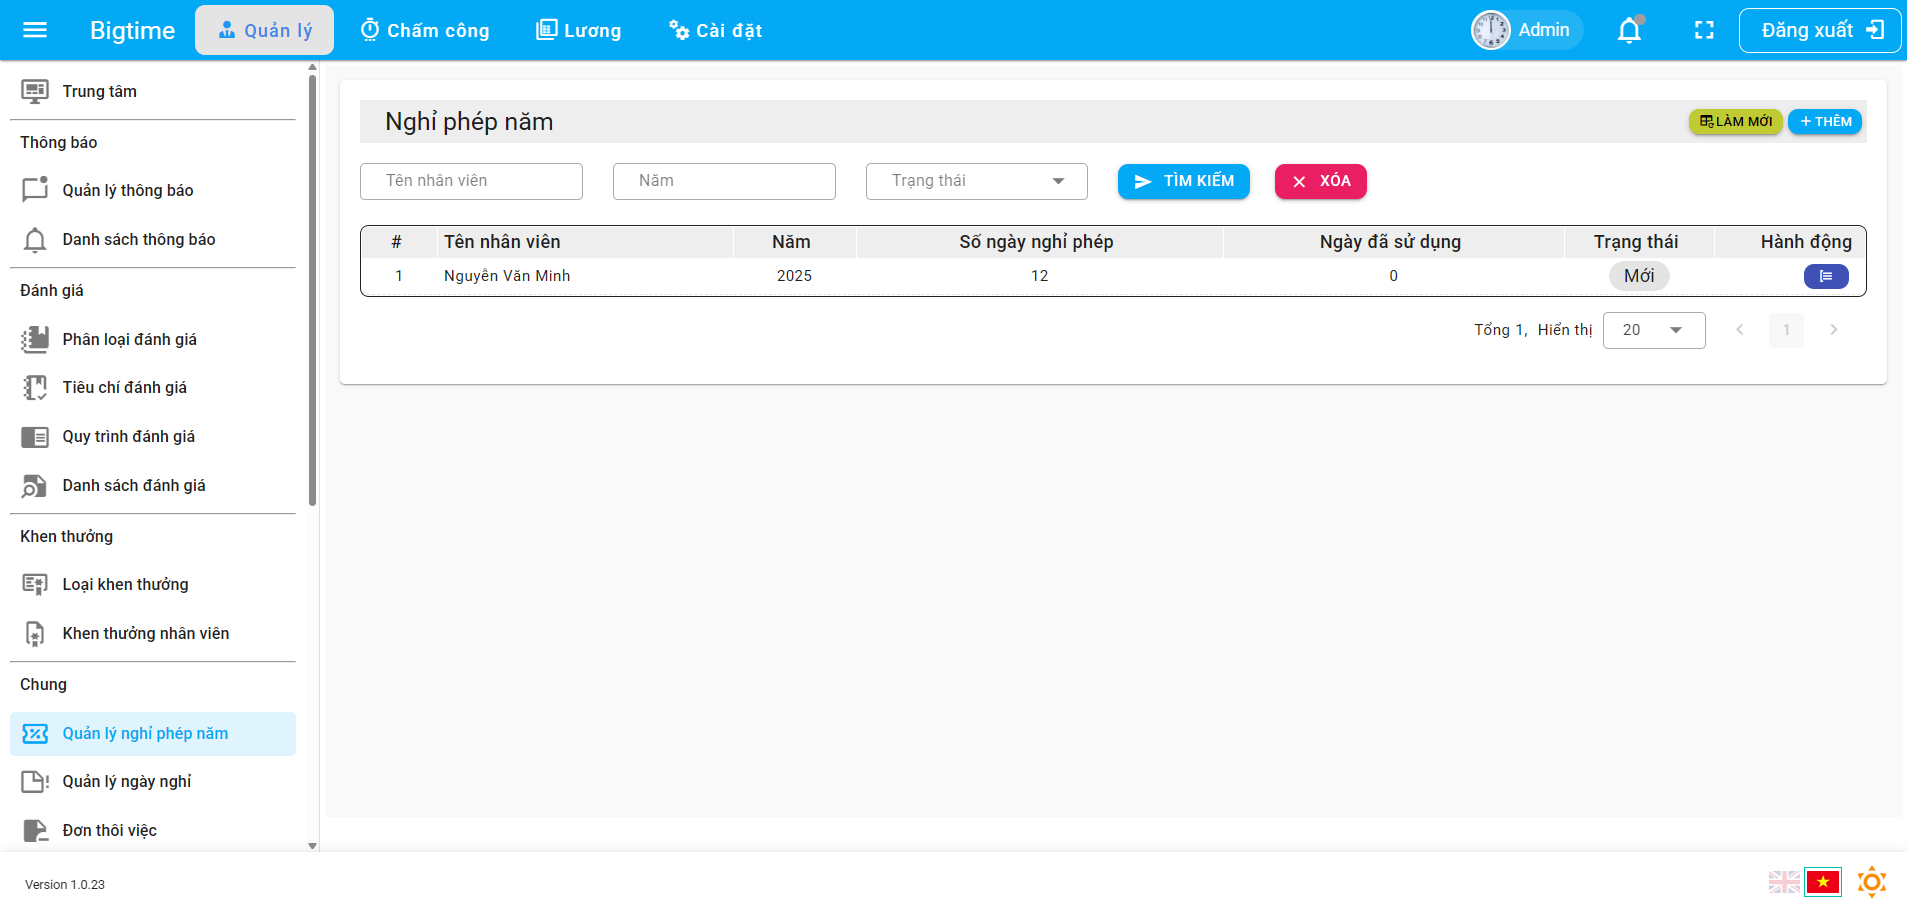 Bigtime
Quản lý
Chấm công
Lương
Cài đặt
Admin
Đăng xuất
Trung tâm
Thông báo
Quản lý thông báo
Danh sách thông báo
Đánh giá
Phân loại đánh giá
Tiêu chí đánh giá
Quy trình đánh giá
Danh sách đánh giá
Khen thưởng
Loại khen thưởng
Khen thưởng nhân viên
Chung
Quản lý nghỉ phép năm
Quản lý ngày nghỉ
Đơn thôi việc
Nghỉ phép năm
LÀM MỚI
+ THÊM
Tên nhân viên
Năm
Trạng thái
TÌM KIẾM
XÓA
# Tên nhân viên Năm Số ngày nghỉ phép Ngày đã sử dụng Trạng thái Hành động
1 Nguyễn Văn Minh 2025 12 0 Mới
Tổng 1, Hiển thị 20 1
Version 1.0.23